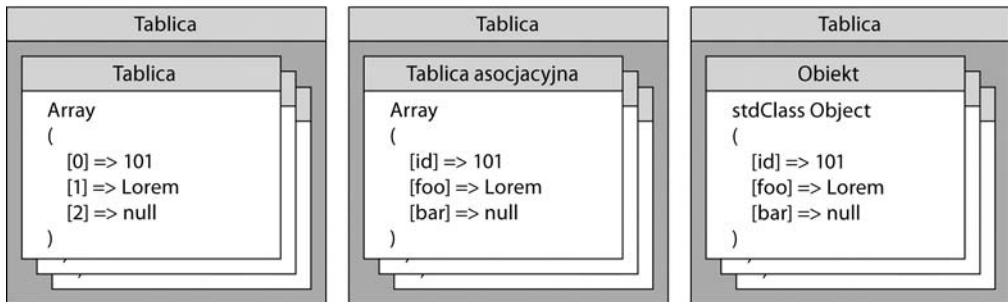 Tablica
Tablica
Array
(
[0] => 101
[1] => Lorem
[2] => null
)
Tablica
Tablica asocjacyjna
Array
(
[id] => 101
[foo] => Lorem
[bar] => null
)
Tablica
Obiekt
stdClass Object
(
[id] => 101
[foo] => Lorem
[bar] => null
)